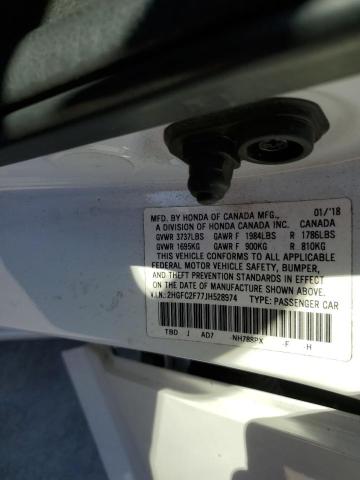 MFD. BY HONDA OF CANADA MFG., 01/'18
A DIVISION OF HONDA CANADA INC. CANADA
GVWR 3737LBS GAWR F 1984LBS R 1786LBS
GVWR 1695KG GAWR F 900KG R 810KG
THIS VEHICLE CONFORMS TO ALL APPLICABLE
FEDERAL MOTOR VEHICLE SAFETY, BUMPER,
AND THEFT PREVENTION STANDARDS IN EFFECT
ON THE DATE OF MANUFACTURE SHOWN ABOVE.
V.I.N.:2HGFC2F77JH528974 TYPE: PASSENGER CAR
TBD J AD7 -NH788PX -F -H